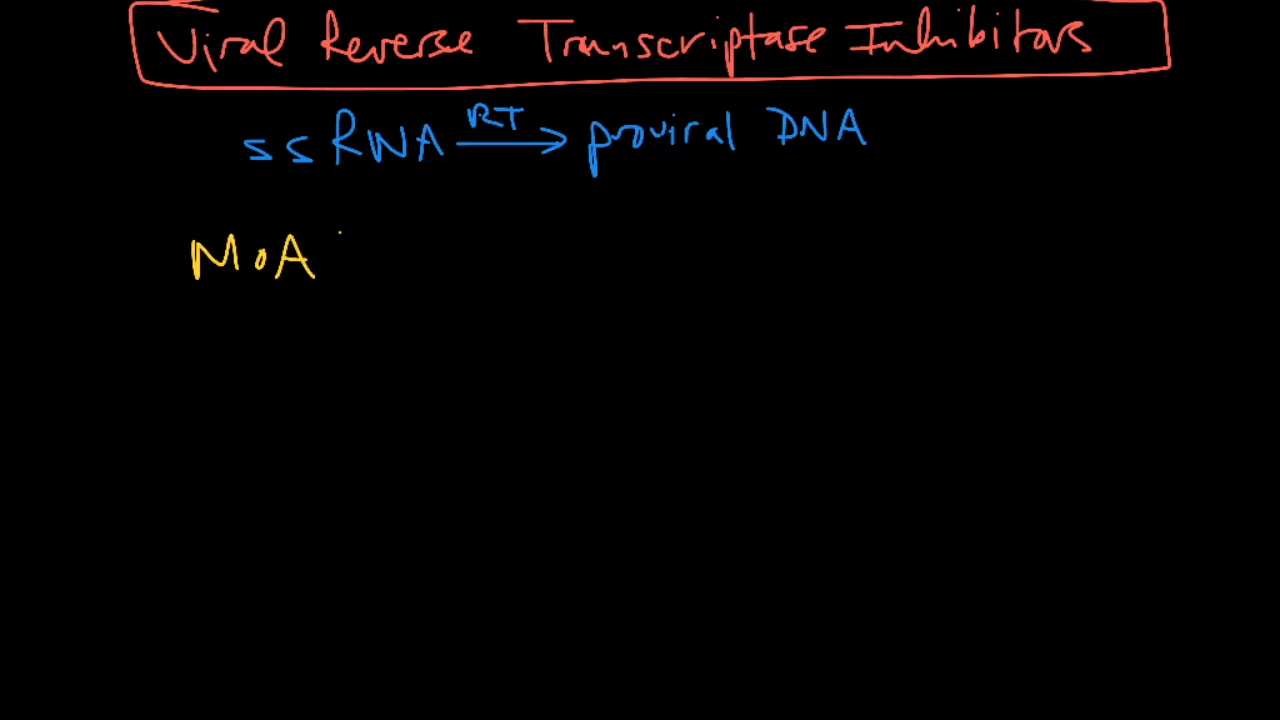 Viral Reverse Transcriptase Inhibitors
ssRNA RT→ proviral DNA
MoA